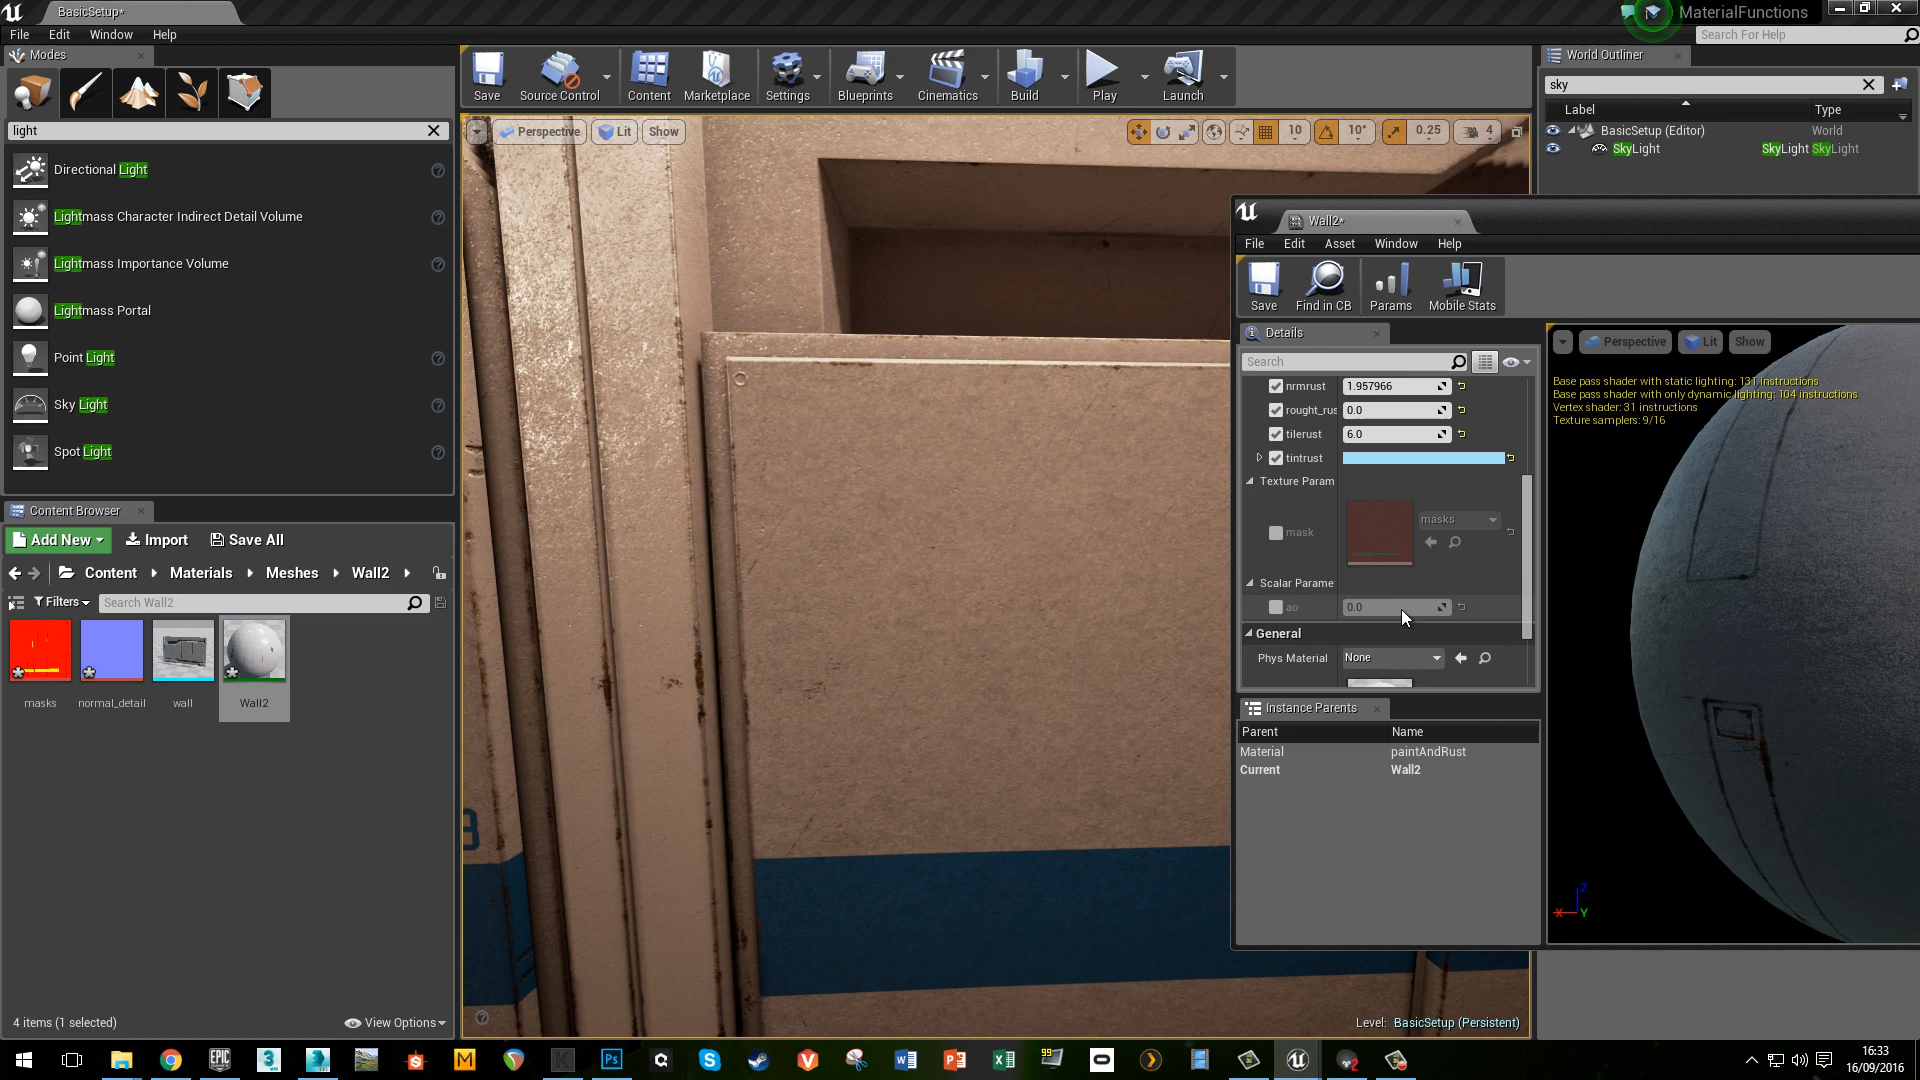 BasicSetup*
MaterialFunctions
File Edit Window Help
Search For Help
Modes
light
Directional Light
Lightmass Character Indirect Detail Volume
Lightmass Importance Volume
Lightmass Portal
Point Light
Sky Light
Spot Light
Save
Source Control
Content
Marketplace
Settings
Blueprints
Cinematics
Build
Play
Launch
Perspective
Lit
Show
10
10°
0.25
4
World Outliner
sky
Label Type
BasicSetup (Editor) World
SkyLight SkyLight SkyLight
Wall2*
File Edit Asset Window Help
Save
Find in CB
Params
Mobile Stats
Details
Search
nrmrust 1.957966
rought_rus 0.0
tilerust 6.0
tintrust
Texture Param
mask masks
Scalar Parame
ao 0.0
General
Phys Material None
Instance Parents
Parent Name
Material paintAndRust
Current Wall2
Perspective
Lit
Show
Base pass shader with static lighting: 131 instructions
Base pass shader with only dynamic lighting: 104 instructions
Vertex shader: 31 instructions
Texture samplers: 9/16
Z
X
Y
Content Browser
Add New
Import
Save All
Content Materials Meshes Wall2
Filters
Search Wall2
masks
normal_detail
wall
Wall2
4 items (1 selected)
View Options
Level: BasicSetup (Persistent)
16:33
16/09/2016